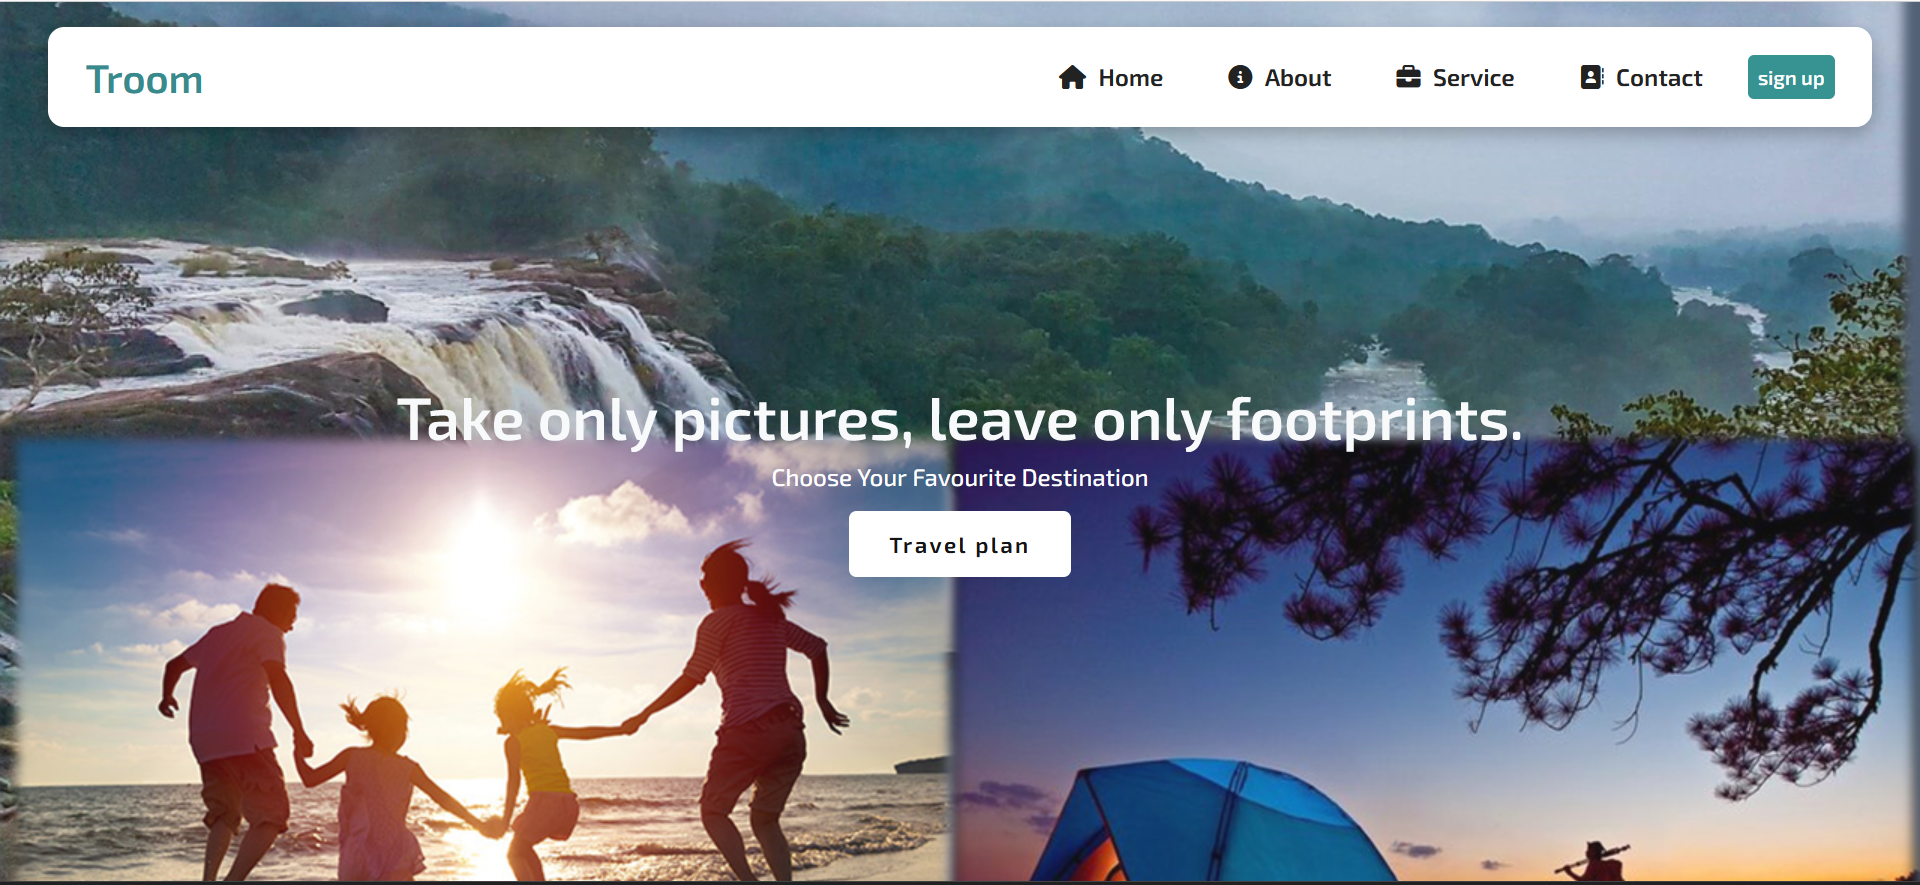 Troom
Home About Service Contact sign up
Take only pictures, leave only footprints.
Choose Your Favourite Destination
Travel plan